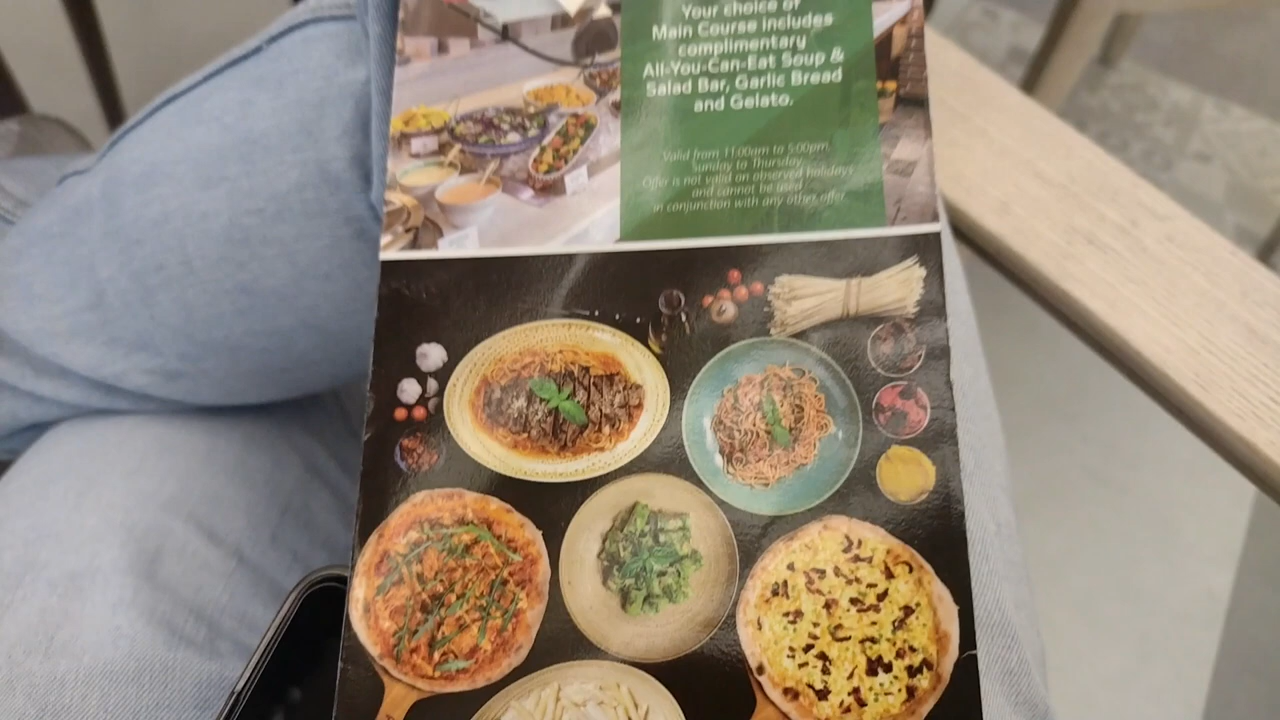 Your choice of
Main Course includes
complimentary
All-You-Can-Eat Soup &
Salad Bar, Garlic Bread
and Gelato.
Valid from 11:00am to 5:00pm,
Sunday to Thursday.
Offer is not valid on observed holidays
and cannot be used
in conjunction with any other offer.